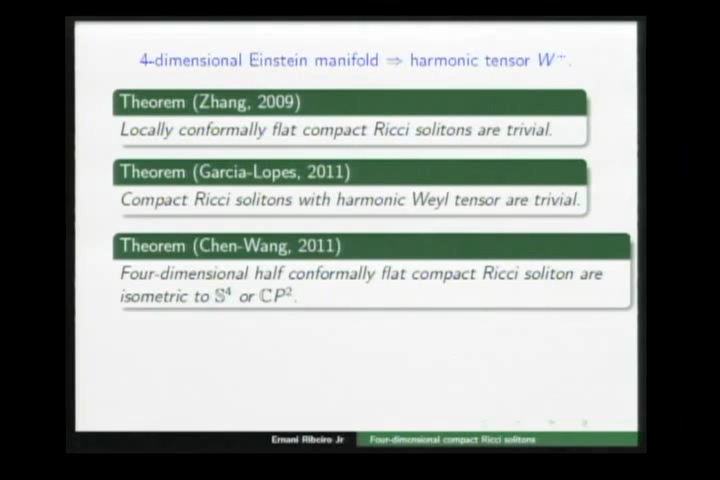 4-dimensional Einstein manifold ⇒ harmonic tensor W⁺.
Theorem (Zhang, 2009)
Locally conformally flat compact Ricci solitons are trivial.
Theorem (Garcia-Lopes, 2011)
Compact Ricci solitons with harmonic Weyl tensor are trivial.
Theorem (Chen-Wang, 2011)
Four-dimensional half conformally flat compact Ricci soliton are
isometric to 𝕊⁴ or ℂP².
Ernani Ribeiro Jr
Four-dimensional compact Ricci solitons